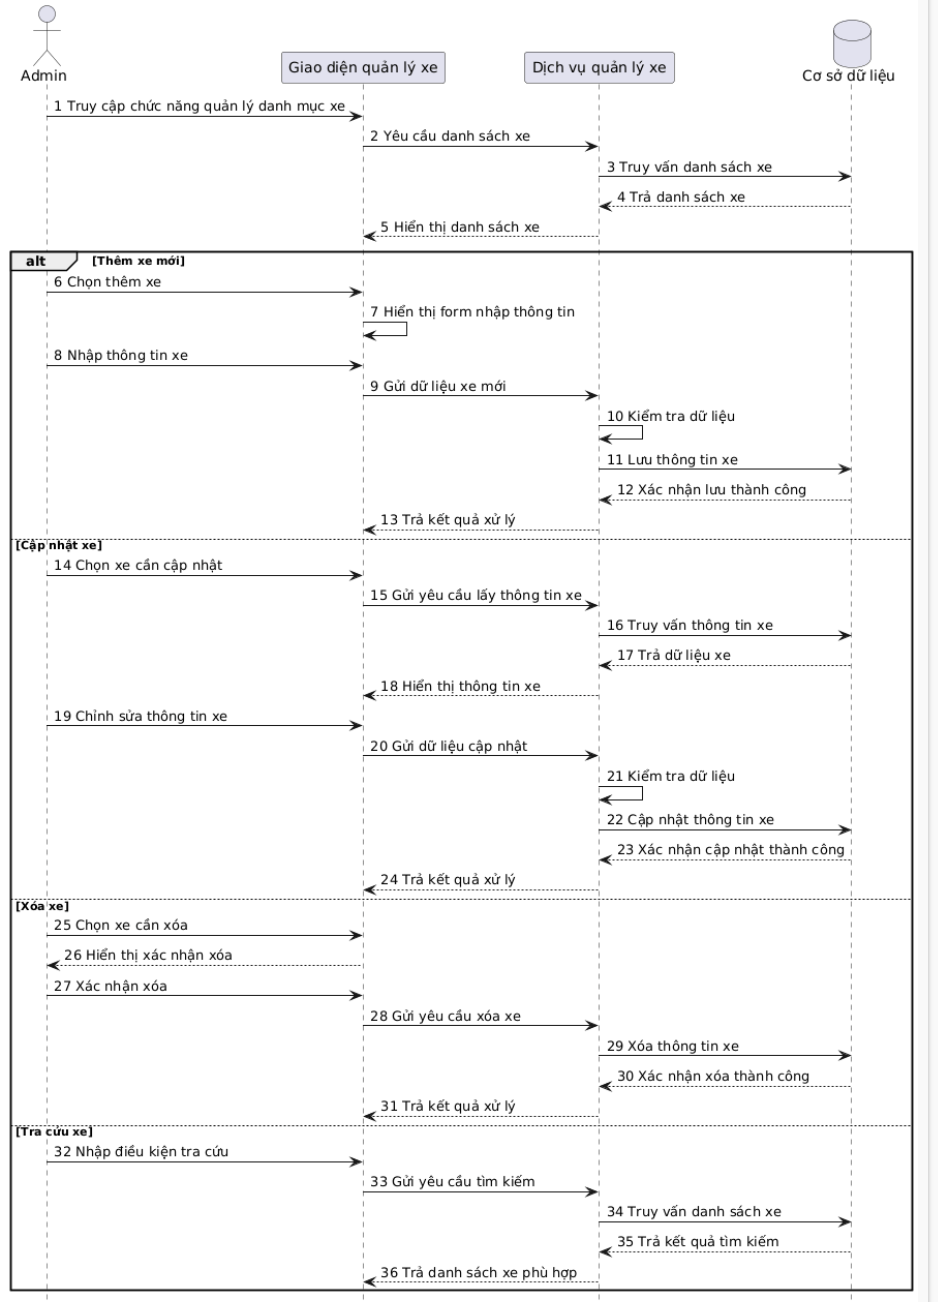 Admin
Giao diện quản lý xe
Dịch vụ quản lý xe
Cơ sở dữ liệu
1 Truy cập chức năng quản lý danh mục xe
2 Yêu cầu danh sách xe
3 Truy vấn danh sách xe
4 Trả danh sách xe
5 Hiển thị danh sách xe
alt [Thêm xe mới]
6 Chọn thêm xe
7 Hiển thị form nhập thông tin
8 Nhập thông tin xe
9 Gửi dữ liệu xe mới
10 Kiểm tra dữ liệu
11 Lưu thông tin xe
12 Xác nhận lưu thành công
13 Trả kết quả xử lý
[Cập nhật xe]
14 Chọn xe cần cập nhật
15 Gửi yêu cầu lấy thông tin xe
16 Truy vấn thông tin xe
17 Trả dữ liệu xe
18 Hiển thị thông tin xe
19 Chỉnh sửa thông tin xe
20 Gửi dữ liệu cập nhật
21 Kiểm tra dữ liệu
22 Cập nhật thông tin xe
23 Xác nhận cập nhật thành công
24 Trả kết quả xử lý
[Xóa xe]
25 Chọn xe cần xóa
26 Hiển thị xác nhận xóa
27 Xác nhận xóa
28 Gửi yêu cầu xóa xe
29 Xóa thông tin xe
30 Xác nhận xóa thành công
31 Trả kết quả xử lý
[Tra cứu xe]
32 Nhập điều kiện tra cứu
33 Gửi yêu cầu tìm kiếm
34 Truy vấn danh sách xe
35 Trả kết quả tìm kiếm
36 Trả danh sách xe phù hợp